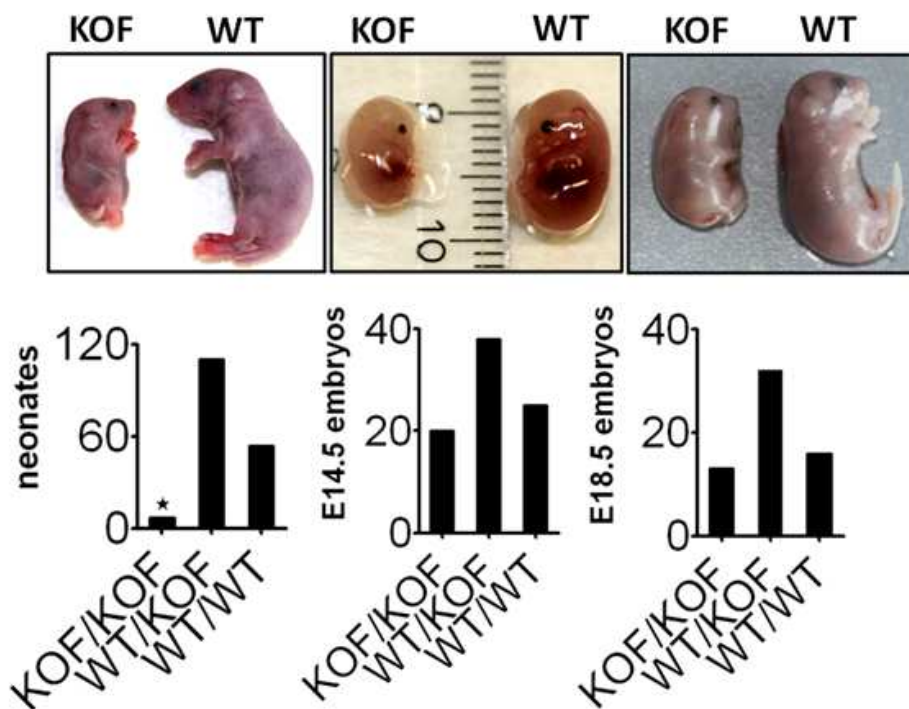 KOF WT
KOF WT
KOF WT
10
neonates
120
60
0
★
KOF/KOF
WT/KOF
WT/WT
E14.5 embryos
40
20
0
KOF/KOF
WT/KOF
WT/WT
E18.5 embryos
40
20
0
KOF/KOF
WT/KOF
WT/WT